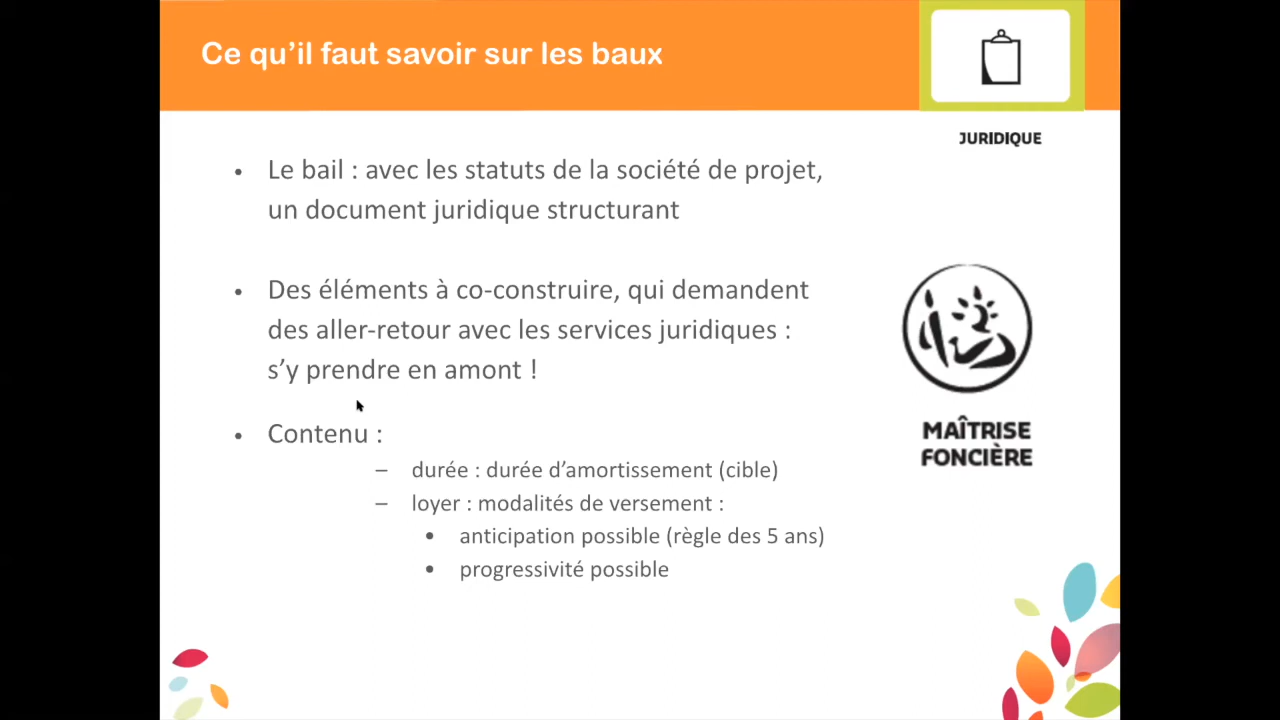 Ce qu’il faut savoir sur les baux
JURIDIQUE
• Le bail : avec les statuts de la société de projet,
un document juridique structurant
• Des éléments à co-construire, qui demandent
des aller-retour avec les services juridiques :
s’y prendre en amont !
MAÎTRISE
FONCIÈRE
• Contenu :
– durée : durée d’amortissement (cible)
– loyer : modalités de versement :
• anticipation possible (règle des 5 ans)
• progressivité possible